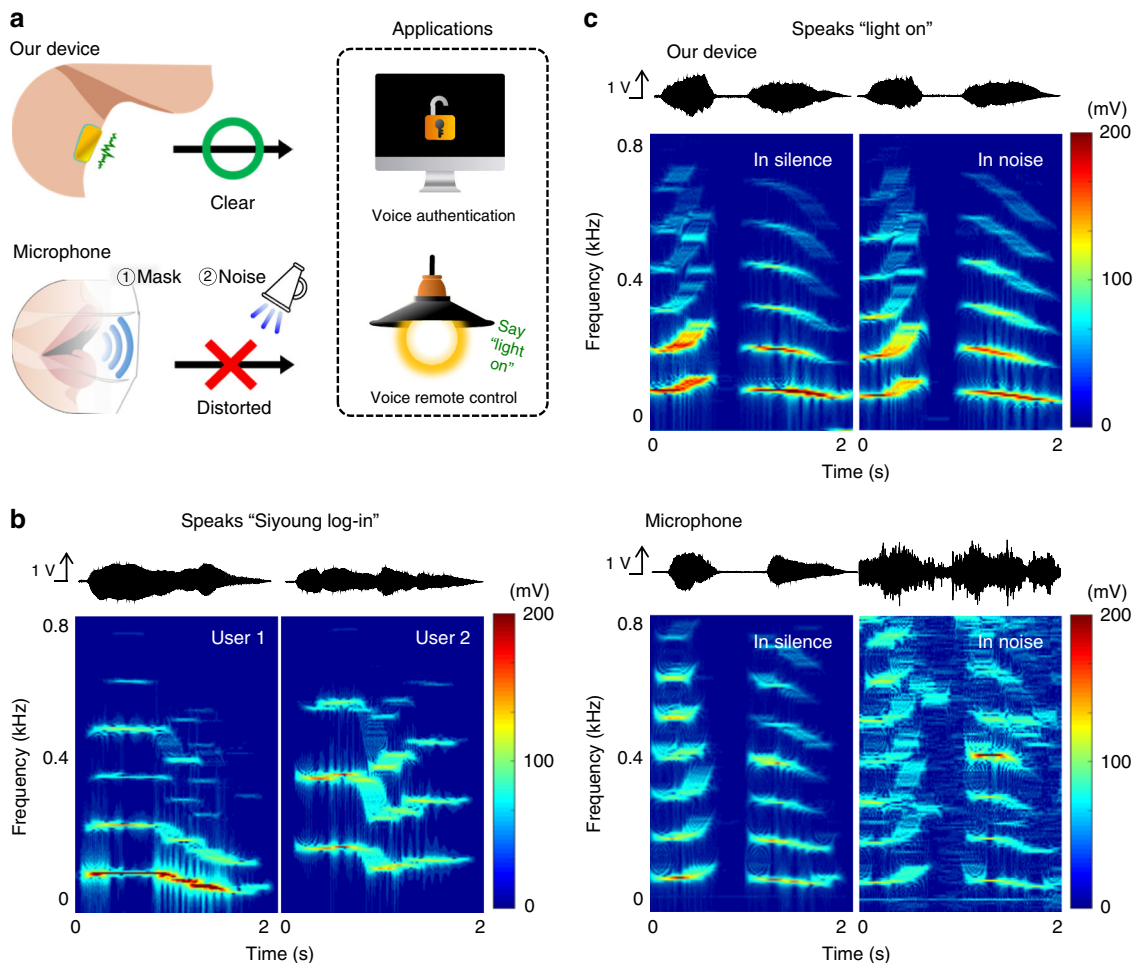 a
Our device
Clear
Microphone
①Mask
②Noise
Distorted
Applications
Voice authentication
Say
“light
on”
Voice remote control
b
Speaks “Siyoung log-in”
1 V
(mV)
User 1
User 2
200
100
0
0.8
0.4
0
Frequency (kHz)
0
2
0
2
Time (s)
c
Speaks “light on”
Our device
1 V
(mV)
In silence
In noise
200
100
0
0.8
0.4
0
Frequency (kHz)
0
2
0
2
Time (s)
Microphone
1 V
(mV)
In silence
In noise
200
100
0
0.8
0.4
0
Frequency (kHz)
0
2
0
2
Time (s)